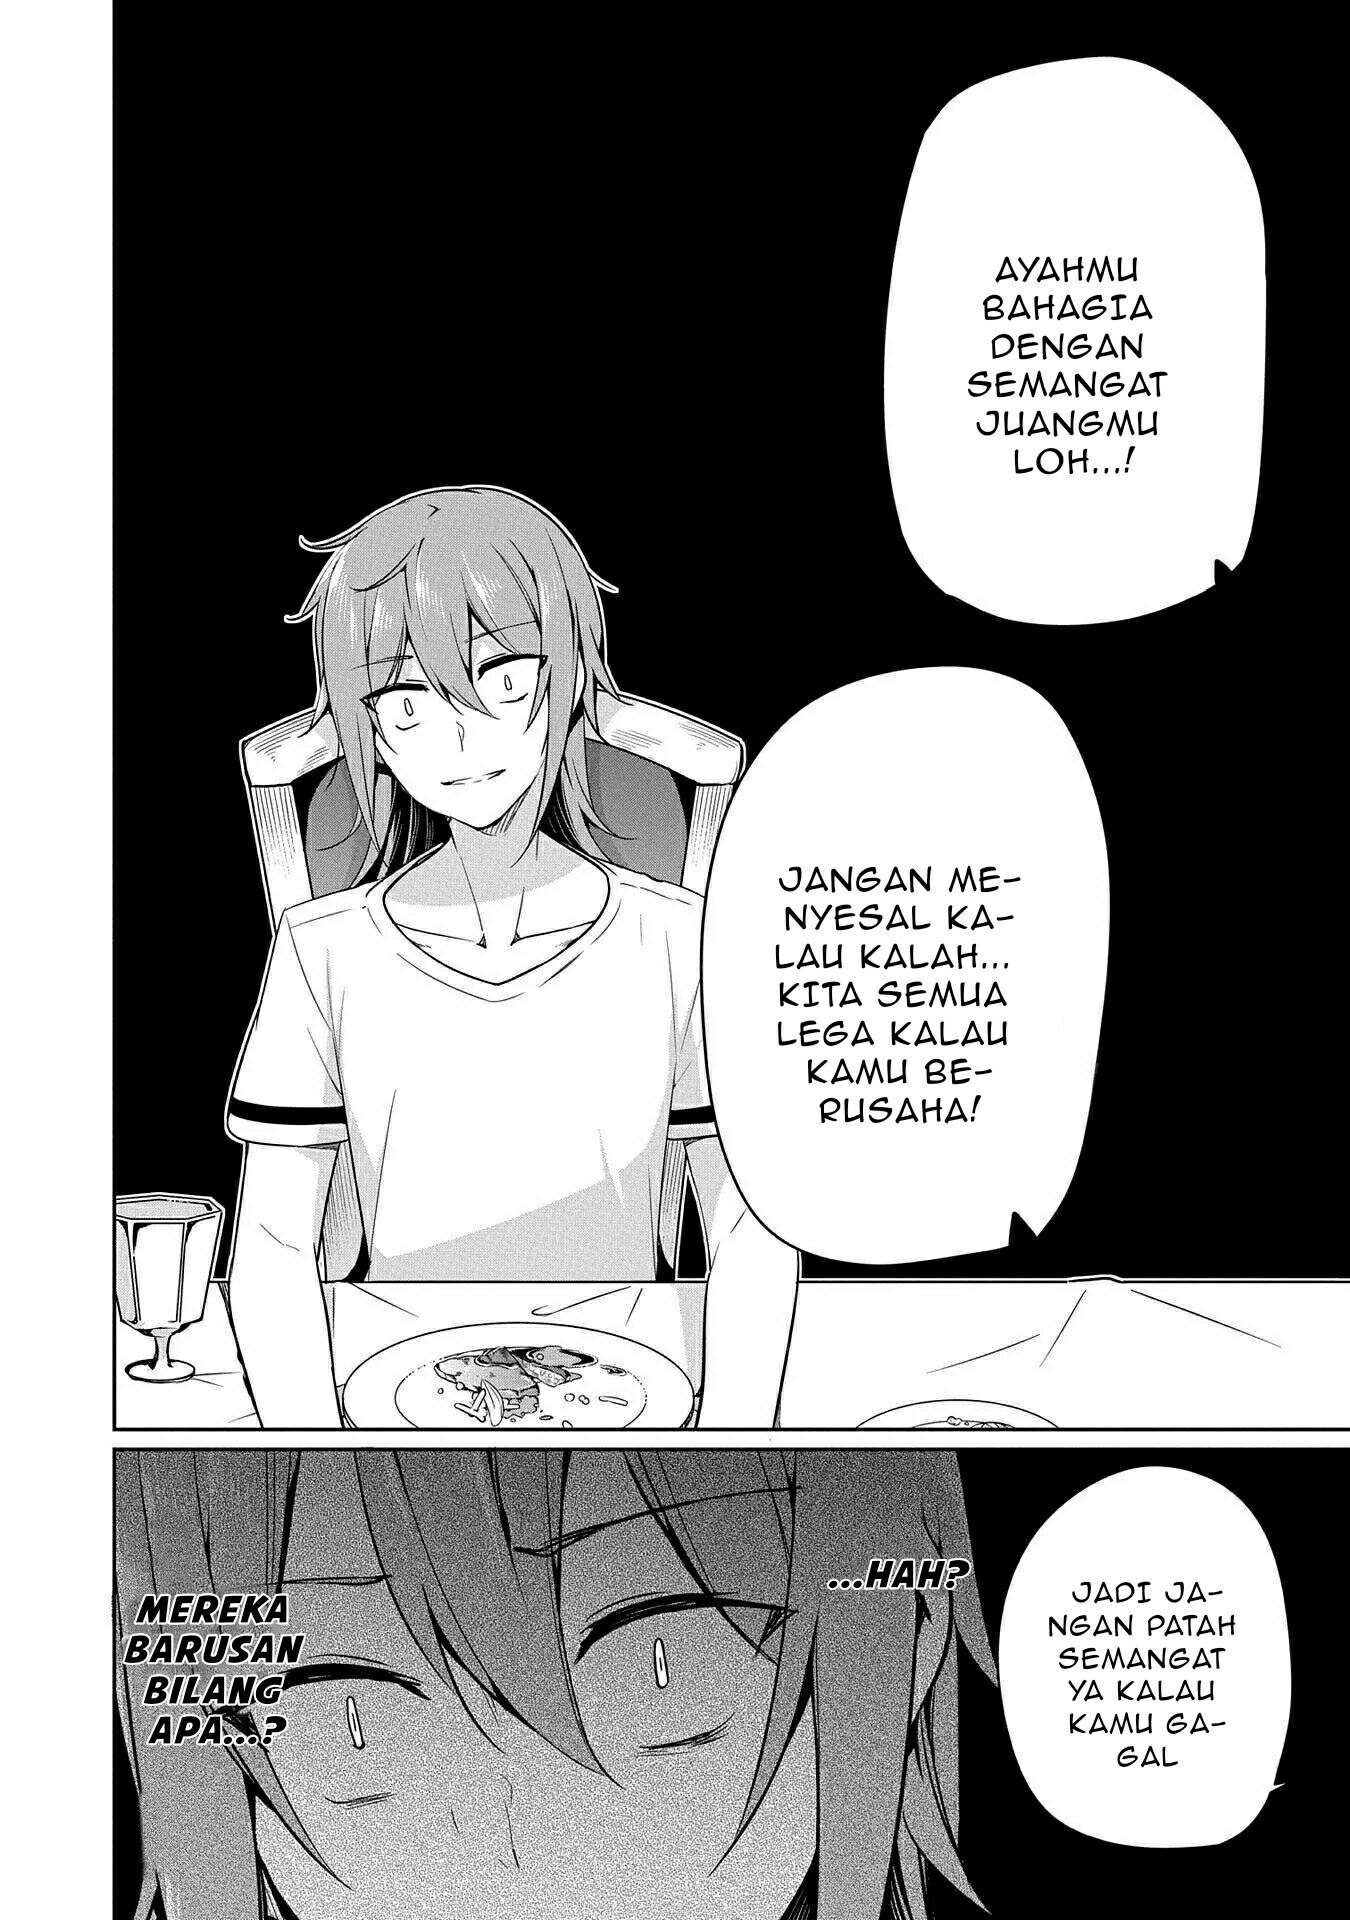 AYAHMU
BAHAGIA
DENGAN
SEMANGAT
JUANGMU
LOH...!
JANGAN ME-
NYESAL KA-
LAU KALAH...
KITA SEMUA
LEGA KALAU
KAMU BE-
RUSAHA!
JADI JA-
NGAN PATAH
SEMANGAT
YA KALAU
KAMU GA-
GAL
...HAH?
MEREKA
BARUSAN
BILANG
APA...?